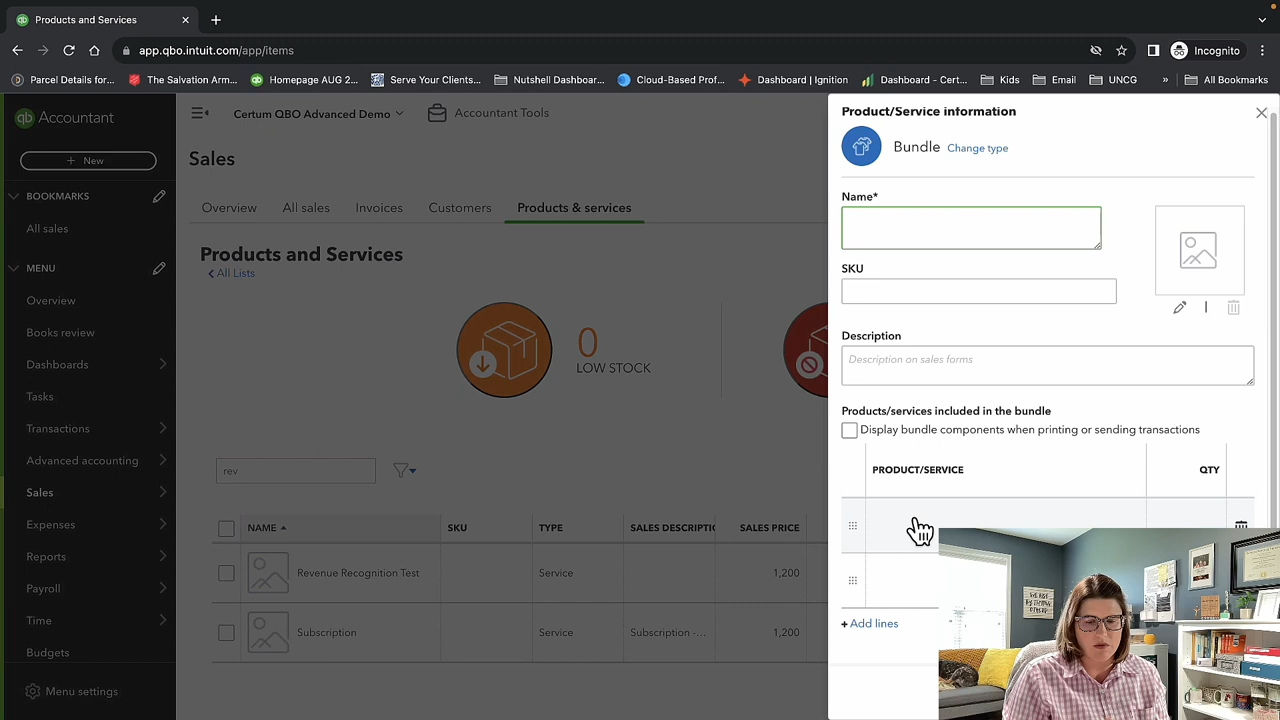 Products and Services
app.qbo.intuit.com/app/items
Incognito
Parcel Details for...
The Salvation Arm...
Homepage AUG 2...
Serve Your Clients...
Nutshell Dashboar...
Cloud-Based Prof...
Dashboard | Ignition
Dashboard - Cert...
Kids
Email
UNCG
»
All Bookmarks
qb Accountant
+ New
BOOKMARKS
All sales
MENU
Overview
Books review
Dashboards
Tasks
Transactions
Advanced accounting
Sales
Expenses
Reports
Payroll
Time
Budgets
Menu settings
Certum QBO Advanced Demo
Accountant Tools
Sales
Overview
All sales
Invoices
Customers
Products & services
Products and Services
All Lists
0
LOW STOCK
rev
NAME
SKU
TYPE
SALES DESCRIPTIC
SALES PRICE
Revenue Recognition Test
Service
1,200
Subscription
Service
Subscription -...
1,200
Product/Service information
Bundle
Change type
Name*
SKU
Description
Description on sales forms
Products/services included in the bundle
Display bundle components when printing or sending transactions
PRODUCT/SERVICE
QTY
+ Add lines